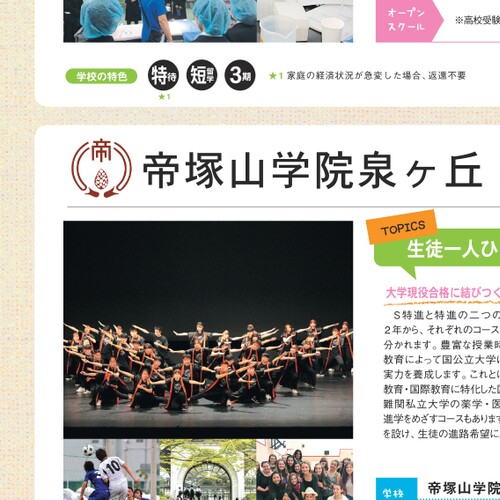 オープン
スクール
※高校受験
学校の特色
特待
短留学
3期
★1 家庭の経済状況が急変した場合、返還不要
★1
帝
帝塚山学院泉ヶ丘
TOPICS
生徒一人ひ
大学現役合格に結びつく
S特進と特進の二つの
2年から、それぞれのコース
分かれます。豊富な授業時
教育によって国公立大学に
実力を養成します。これと
教育・国際教育に特化した
難関私立大学の薬学・医
進学をめざすコースもあります
を設け、生徒の進路希望に
10
学校
帝塚山学院